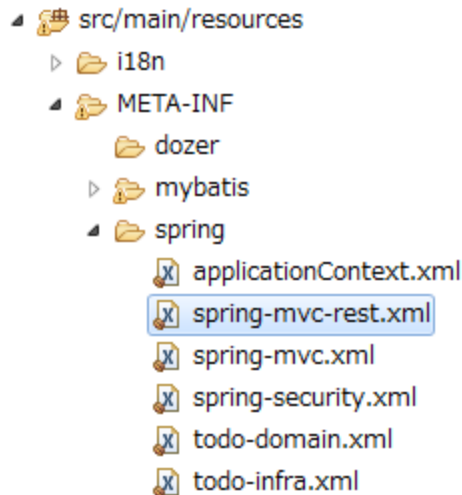 src/main/resources
i18n
META-INF
dozer
mybatis
spring
applicationContext.xml
spring-mvc-rest.xml
spring-mvc.xml
spring-security.xml
todo-domain.xml
todo-infra.xml